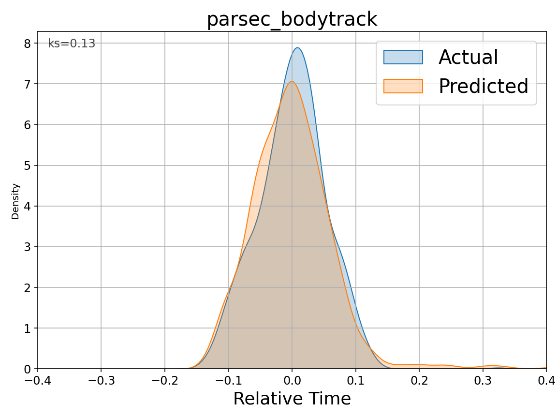 parsec_bodytrack
ks=0.13
Actual
Predicted
Density
8
7
6
5
4
3
2
1
0
−0.4 −0.3 −0.2 −0.1 0.0 0.1 0.2 0.3 0.4
Relative Time